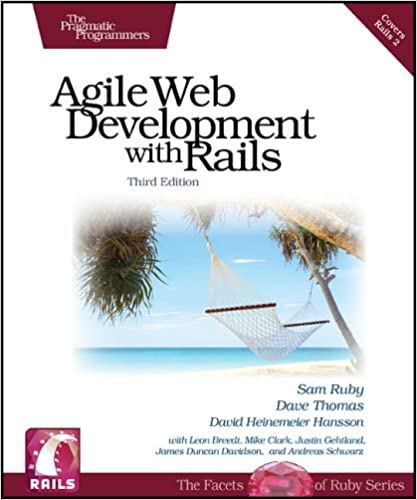 The
Pragmatic
Programmers
Covers
Rails 2
Agile Web
Development
with Rails
Third Edition
Sam Ruby
Dave Thomas
David Heinemeier Hansson
with Leon Breedt, Mike Clark, Justin Gehtland,
James Duncan Davidson, and Andreas Schwarz
RAILS
The Facets of Ruby Series